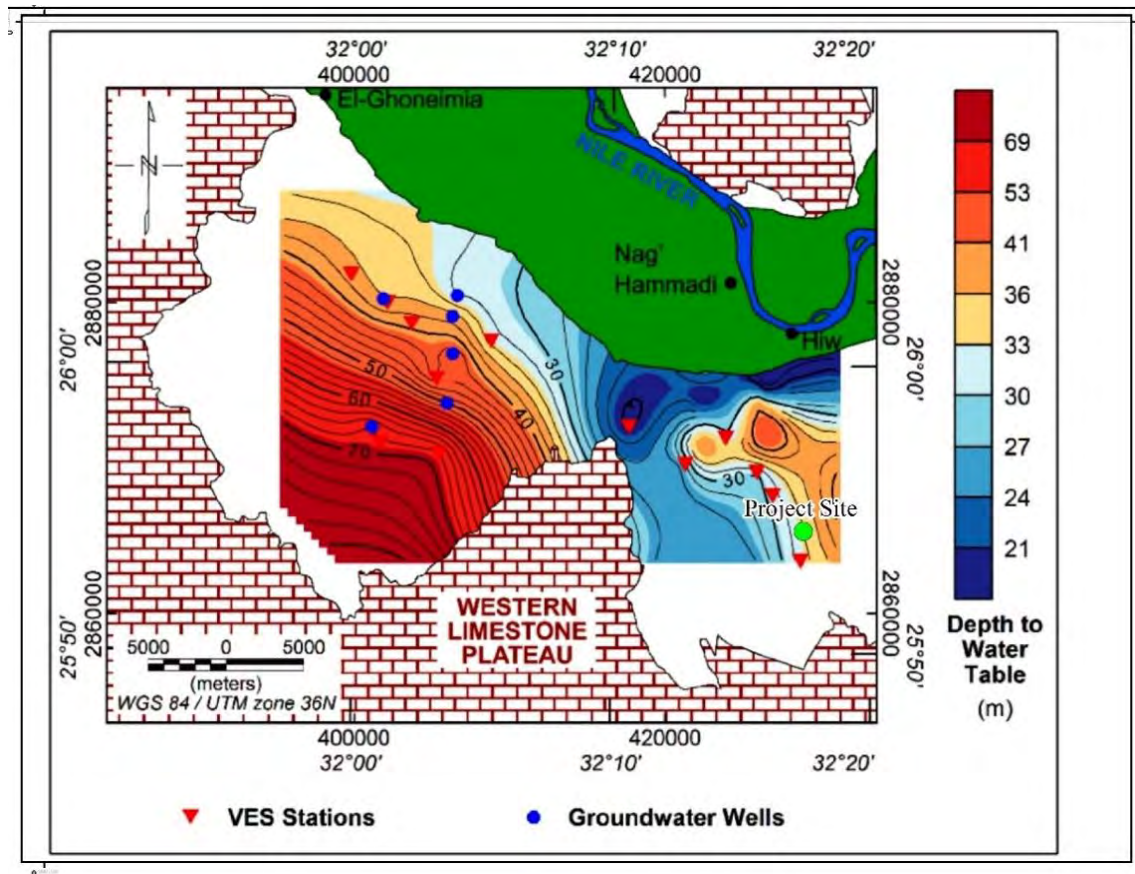 32°00' 32°10' 32°20'
400000 420000
El-Ghoneimia
N
NILE RIVER
Nag'
Hammadi
Hiw
2880000
26°00'
2860000
25°50'
2880000
26°00'
2860000
25°50'
50
60
70
40
30
30
Project Site
WESTERN
LIMESTONE
PLATEAU
5000 0 5000
(meters)
WGS 84 / UTM zone 36N
400000 420000
32°00' 32°10' 32°20'
69
53
41
36
33
30
27
24
21
Depth to
Water
Table
(m)
VES Stations Groundwater Wells